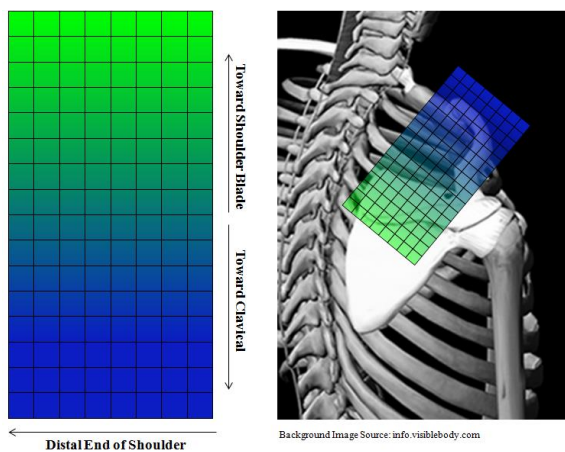 Toward Shoulder Blade
Toward Clavical
Distal End of Shoulder
Background Image Source: info.visiblebody.com